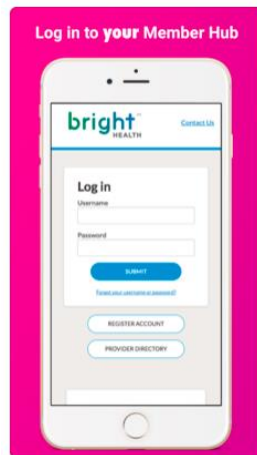 Log in to your Member Hub
bright
HEALTH
Contact Us
Log in
Username
Password
SUBMIT
Forgot your username or password?
REGISTER ACCOUNT
PROVIDER DIRECTORY